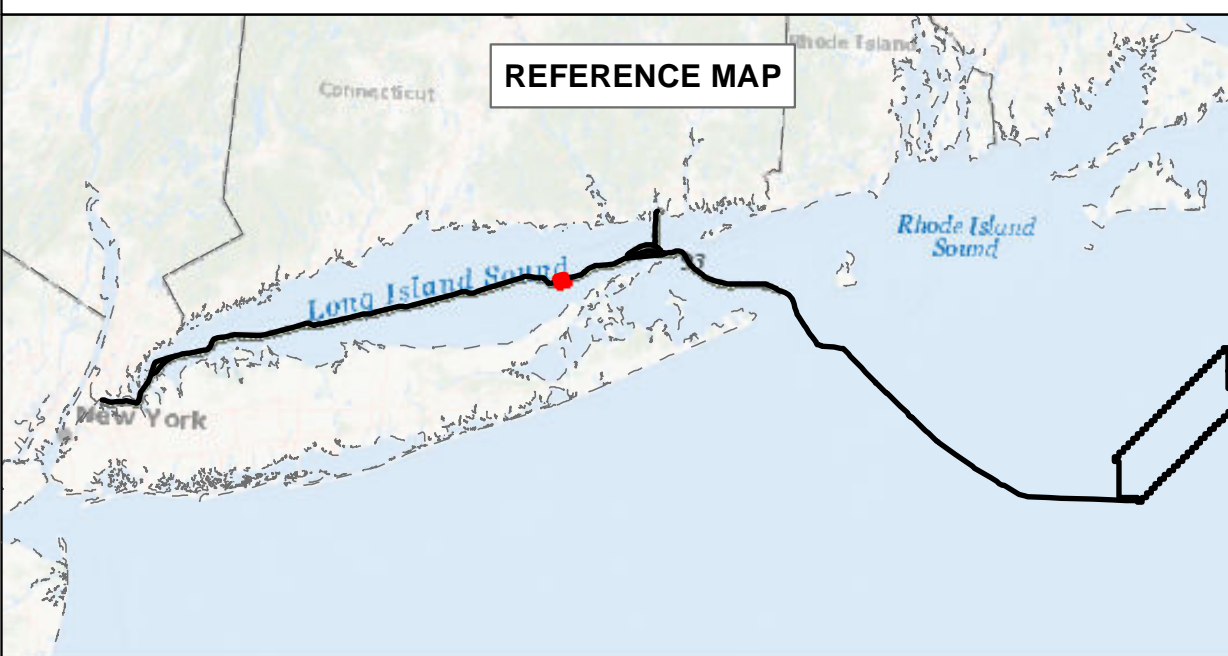 Rhode Island
REFERENCE MAP
Connecticut
Rhode Island
Sound
Long Island Sound
New York